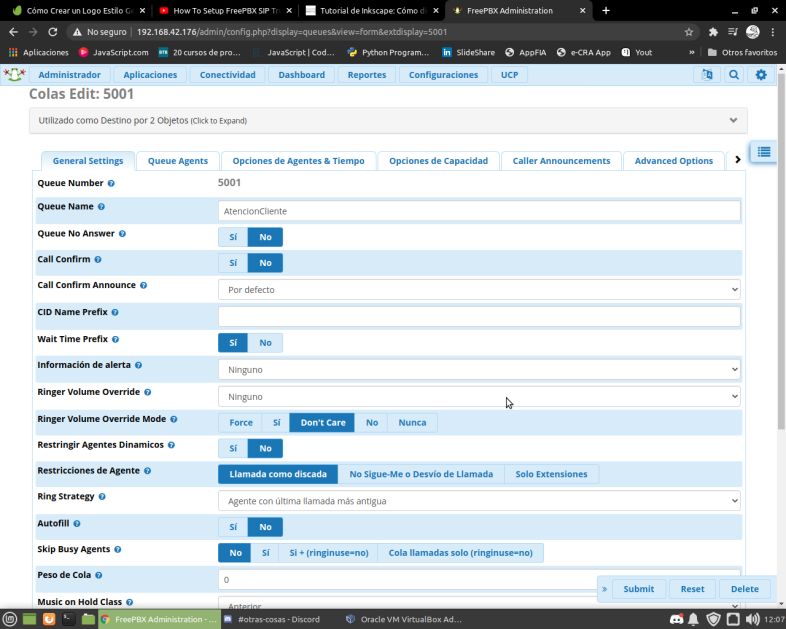 Cómo Crear un Logo Estilo G
How To Setup FreePBX SIP Tr
Tutorial de Inkscape: Cómo d
FreePBX Administration
No seguro
192.168.42.176/admin/config.php?display=queues&view=form&extdisplay=5001
Aplicaciones
JavaScript.com
20 cursos de pro...
JavaScript | Cod...
Python Program...
SlideShare
AppFIA
e-CRA App
Yout
»
Otros favoritos
Administrador
Aplicaciones
Conectividad
Dashboard
Reportes
Configuraciones
UCP
Colas Edit: 5001
Utilizado como Destino por 2 Objetos (Click to Expand)
General Settings
Queue Agents
Opciones de Agentes & Tiempo
Opciones de Capacidad
Caller Announcements
Advanced Options
Queue Number
5001
Queue Name
AtencionCliente
Queue No Answer
Sí
No
Call Confirm
Sí
No
Call Confirm Announce
Por defecto
CID Name Prefix
Wait Time Prefix
Sí
No
Información de alerta
Ninguno
Ringer Volume Override
Ninguno
Ringer Volume Override Mode
Force
Sí
Don't Care
No
Nunca
Restringir Agentes Dinamicos
Sí
No
Restricciones de Agente
Llamada como discada
No Sigue-Me o Desvío de Llamada
Solo Extensiones
Ring Strategy
Agente con última llamada más antigua
Autofill
Sí
No
Skip Busy Agents
No
Sí
Si + (ringinuse=no)
Cola llamadas solo (ringinuse=no)
Peso de Cola
0
»
Submit
Reset
Delete
Music on Hold Class
Anterior
FreePBX Administration - ...
#otras-cosas - Discord
Oracle VM VirtualBox Ad...
12:07